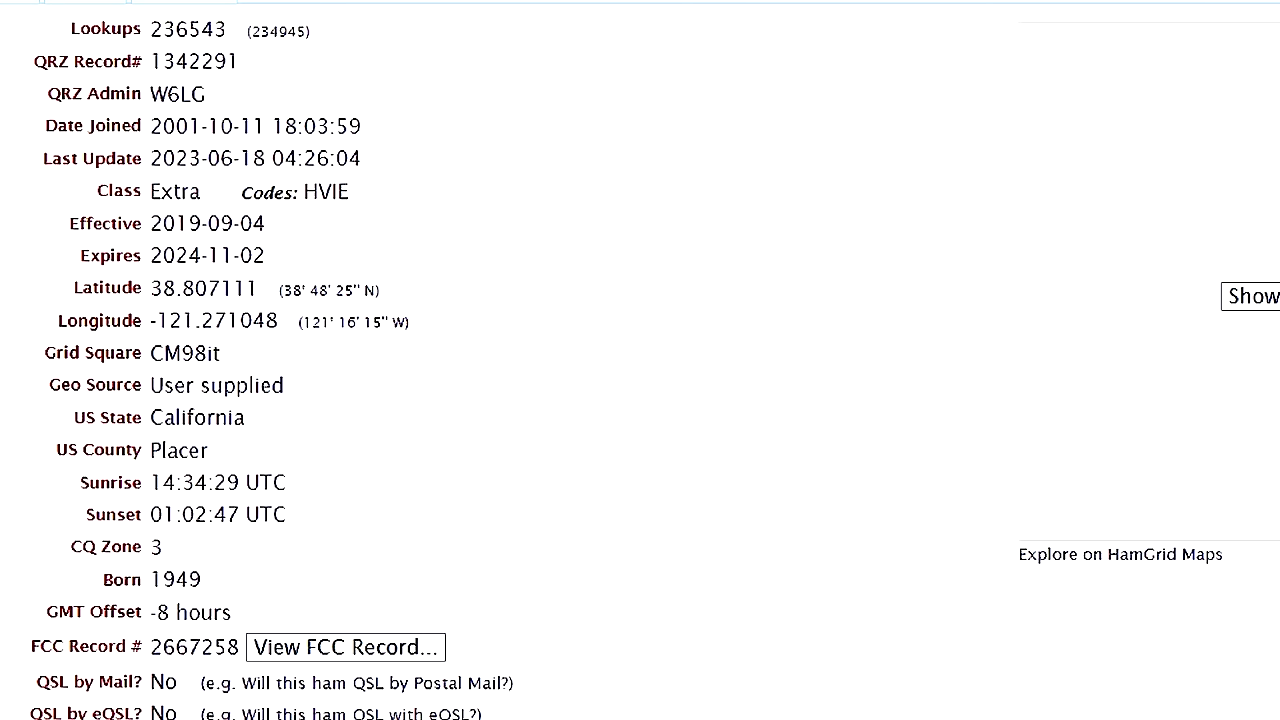 Lookups 236543 (234945)
QRZ Record# 1342291
QRZ Admin W6LG
Date Joined 2001-10-11 18:03:59
Last Update 2023-06-18 04:26:04
Class Extra Codes: HVIE
Effective 2019-09-04
Expires 2024-11-02
Latitude 38.807111 (38° 48' 25" N)
Show
Longitude -121.271048 (121° 16' 15" W)
Grid Square CM98it
Geo Source User supplied
US State California
US County Placer
Sunrise 14:34:29 UTC
Sunset 01:02:47 UTC
CQ Zone 3
Explore on HamGrid Maps
Born 1949
GMT Offset -8 hours
FCC Record # 2667258 View FCC Record...
QSL by Mail? No (e.g. Will this ham QSL by Postal Mail?)
QSL by eQSL? No (e.g. Will this ham QSL with eQSL?)